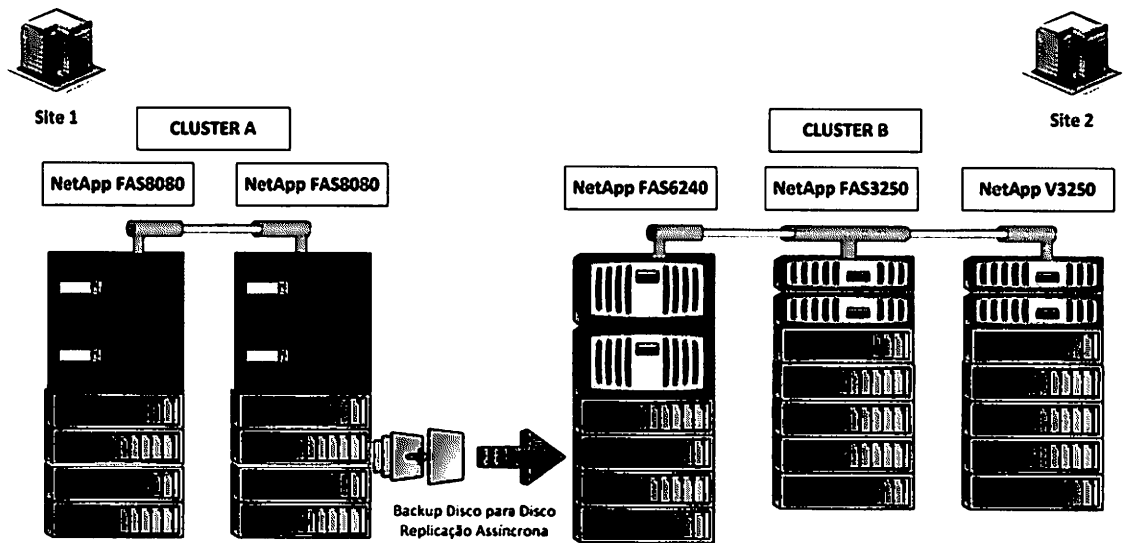 Site 1
Site 2
CLUSTER A
CLUSTER B
NetApp FAS8080
NetApp FAS8080
NetApp FAS6240
NetApp FAS3250
NetApp V3250
Backup Disco para Disco
Replicação Assíncrona